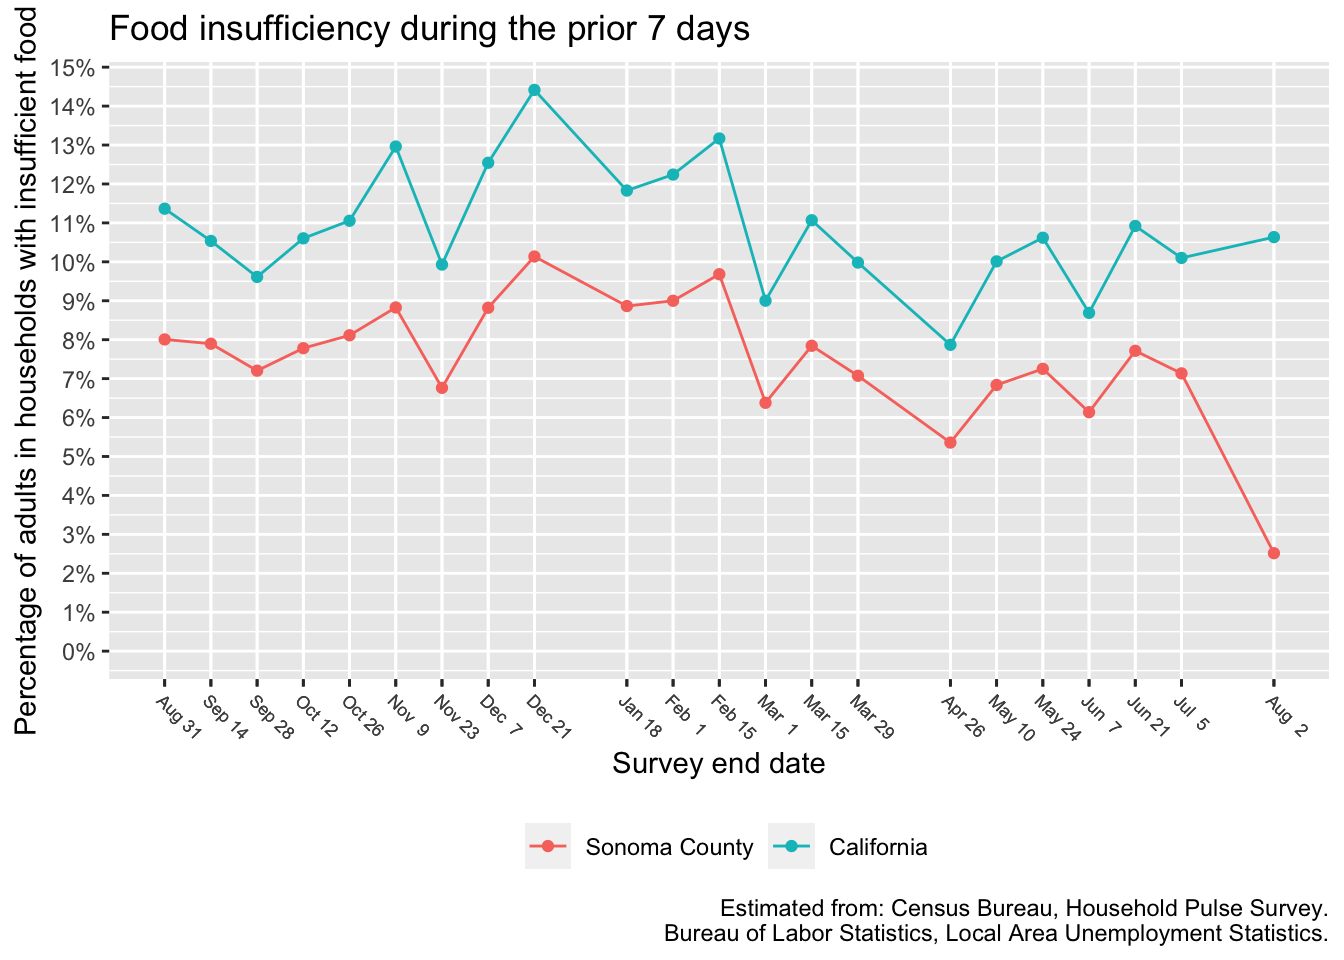 Food insufficiency during the prior 7 days
Percentage of adults in households with insufficient food
15%
14%
13%
12%
11%
10%
9%
8%
7%
6%
5%
4%
3%
2%
1%
0%
Aug 31
Sep 14
Sep 28
Oct 12
Oct 26
Nov 9
Nov 23
Dec 7
Dec 21
Jan 18
Feb 1
Feb 15
Mar 1
Mar 15
Mar 29
Apr 26
May 10
May 24
Jun 7
Jun 21
Jul 5
Aug 2
Survey end date
Sonoma County
California
Estimated from: Census Bureau, Household Pulse Survey.
Bureau of Labor Statistics, Local Area Unemployment Statistics.